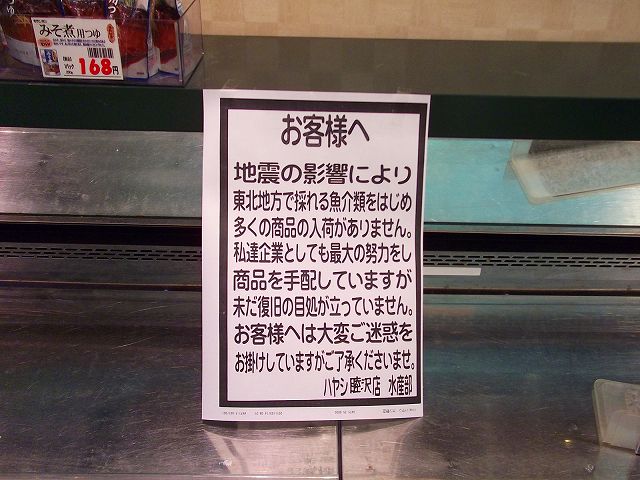 みそ煮用つゆ
168円
お客様へ
地震の影響により
東北地方で採れる魚介類をはじめ
多くの商品の入荷がありません。
私達企業としても最大の努力をし
商品を手配していますが
未だ復旧の目処が立っていません。
お客様へは大変ご迷惑を
お掛けしていますがご了承くださいませ。
ハヤシ 店 水産部